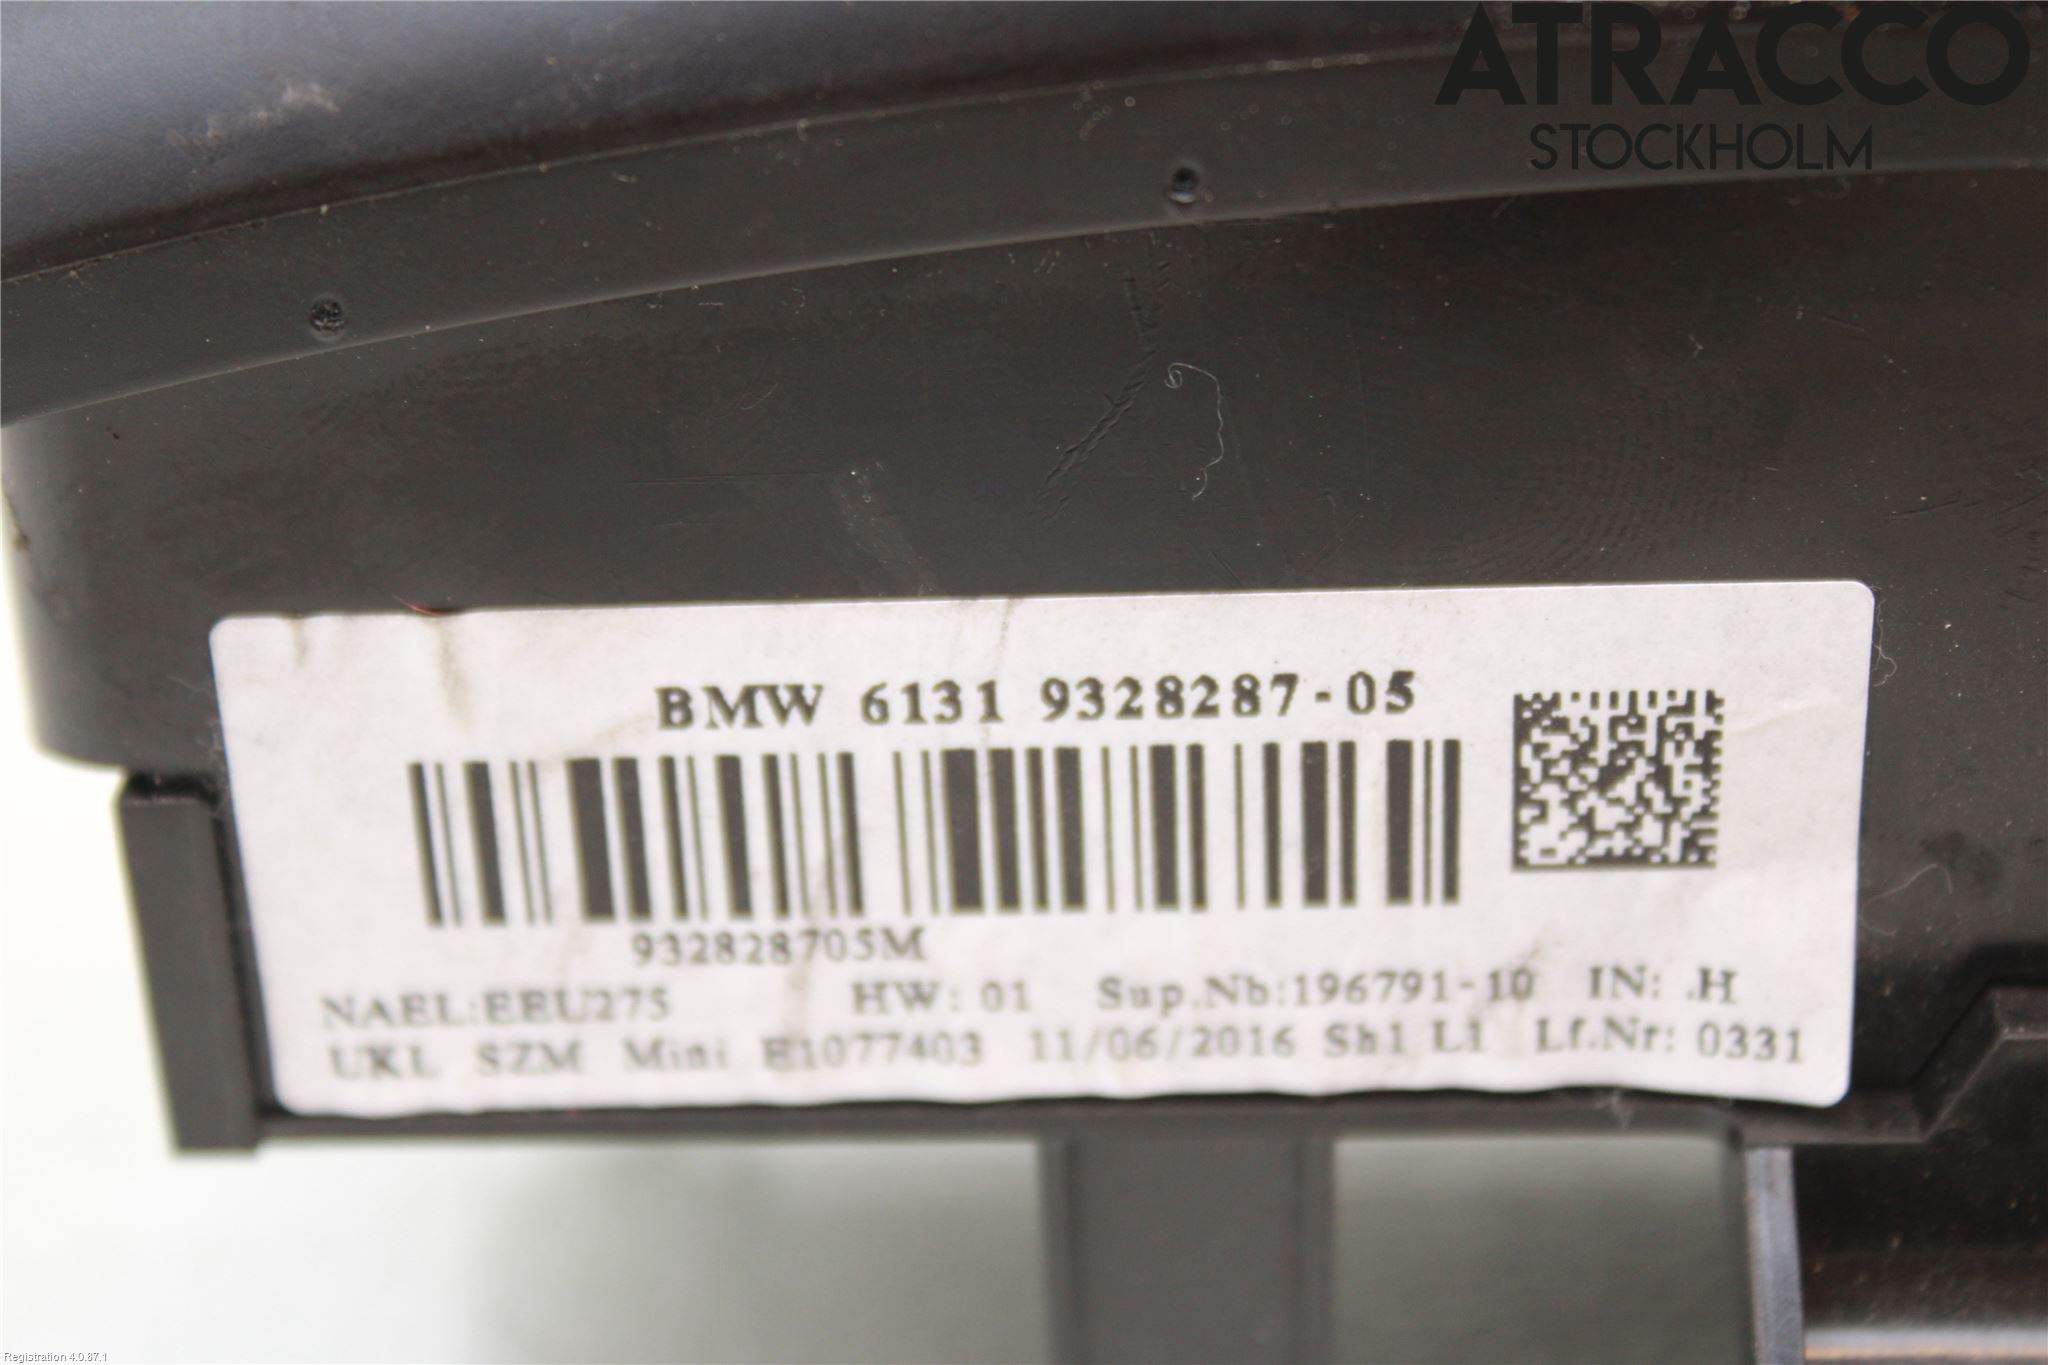 ATRACCO
STOCKHOLM
BMW 6131 9328287-05
932828705M
NAEL:EEU275 HW: 01 Sup.Nb:196791-10 IN: .H
UKL SZM Mini E1077403 11/06/2016 Sh1 L1 Lf.Nr: 0331
Registration 4.0.87.1